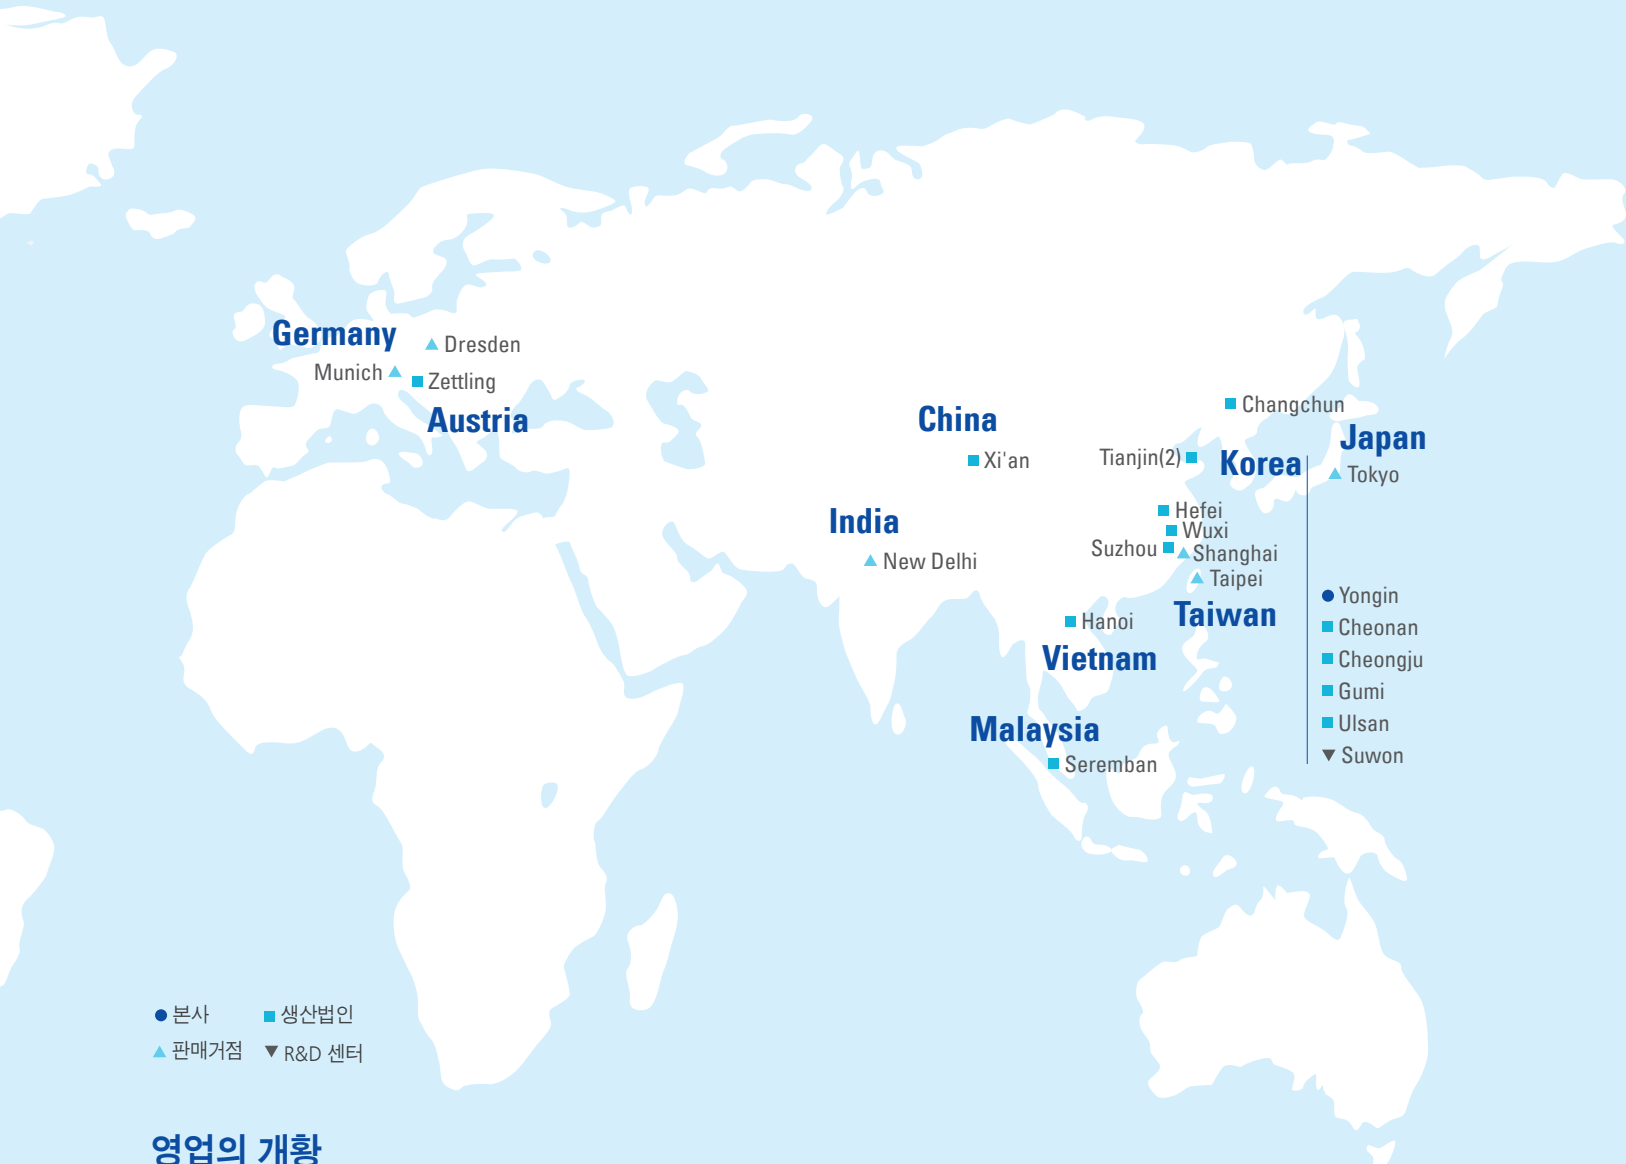 Germany
Dresden
Munich
Zettling
Austria
China
Xi'an
India
New Delhi
Changchun
Japan
Tianjin(2)
Korea
Tokyo
Hefei
Wuxi
Suzhou
Shanghai
Taipei
Taiwan
Hanoi
Vietnam
Malaysia
Seremban
Yongin
Cheonan
Cheongju
Gumi
Ulsan
Suwon
본사 생산법인
판매거점 R&D 센터
영업의 개황